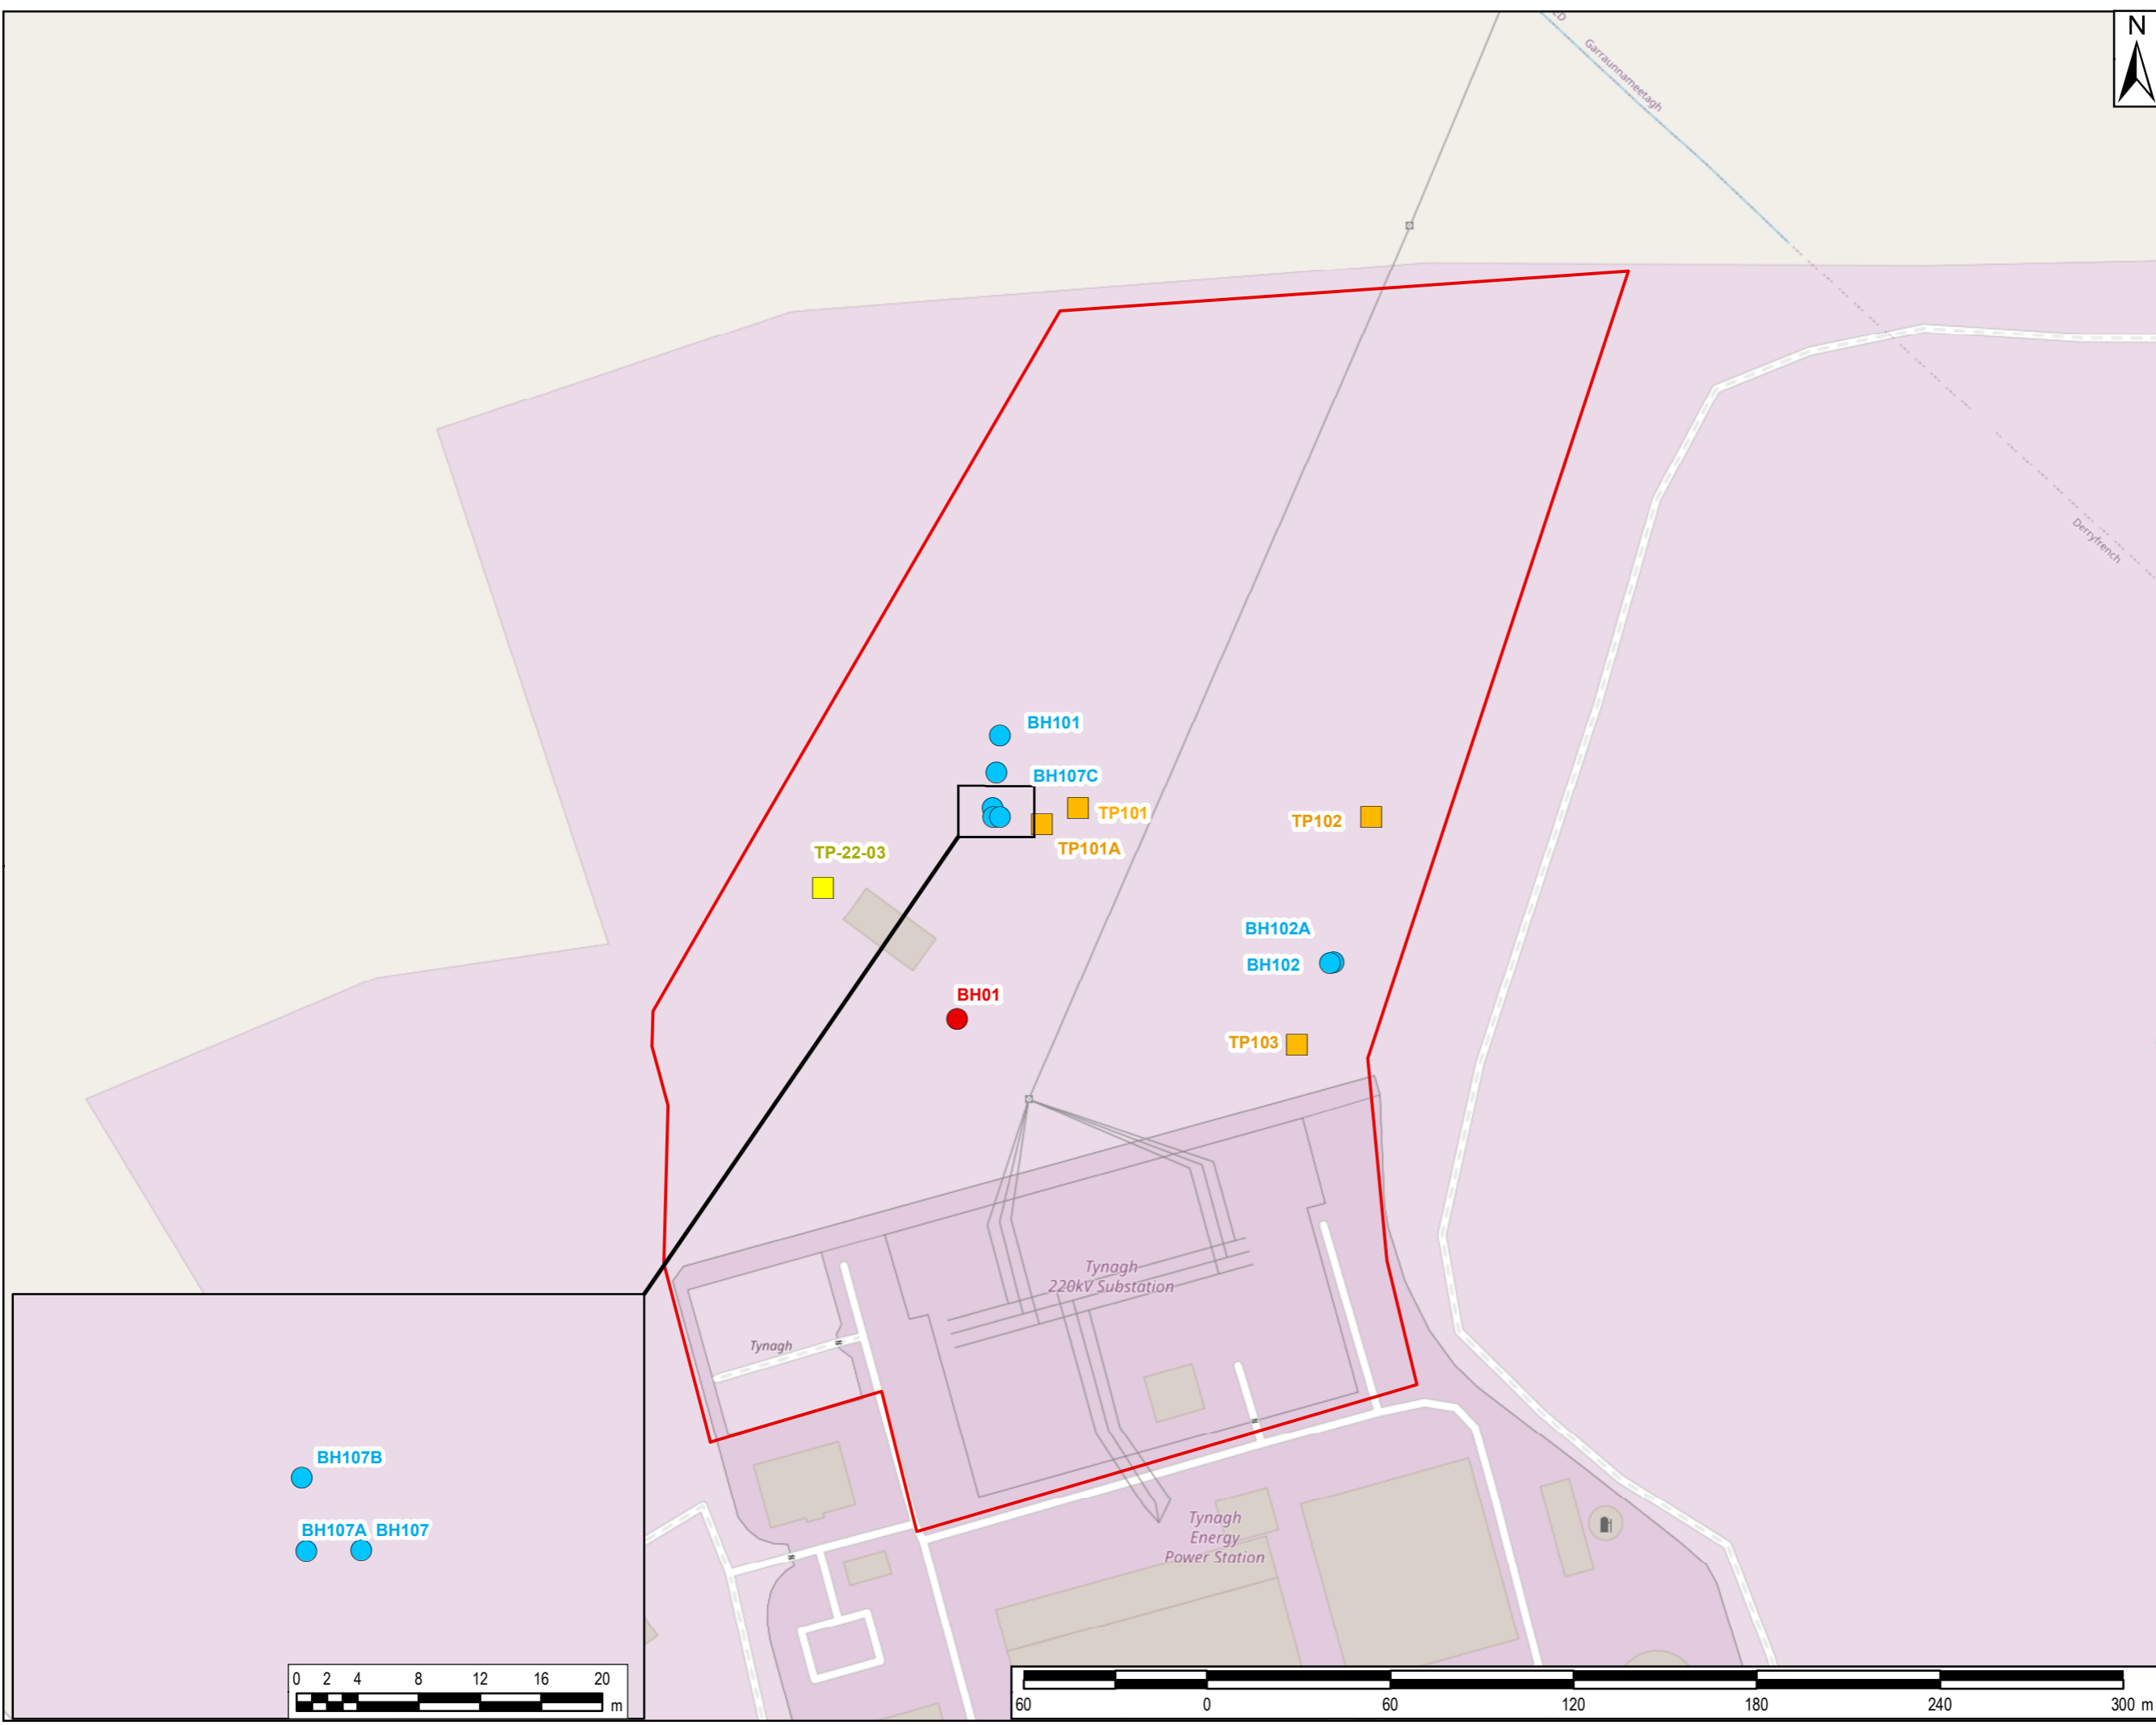 N
Garraunnameetagh
Derryfrench
BH101
BH107C
TP101
TP102
TP101A
TP-22-03
BH102A
BH102
BH01
TP103
Tynagh
220kV Substation
Tynagh
BH107B
BH107A BH107
Tynagh
Energy
Power Station
0 2 4 8 12 16 20
m
60 0 60 120 180 240 300 m